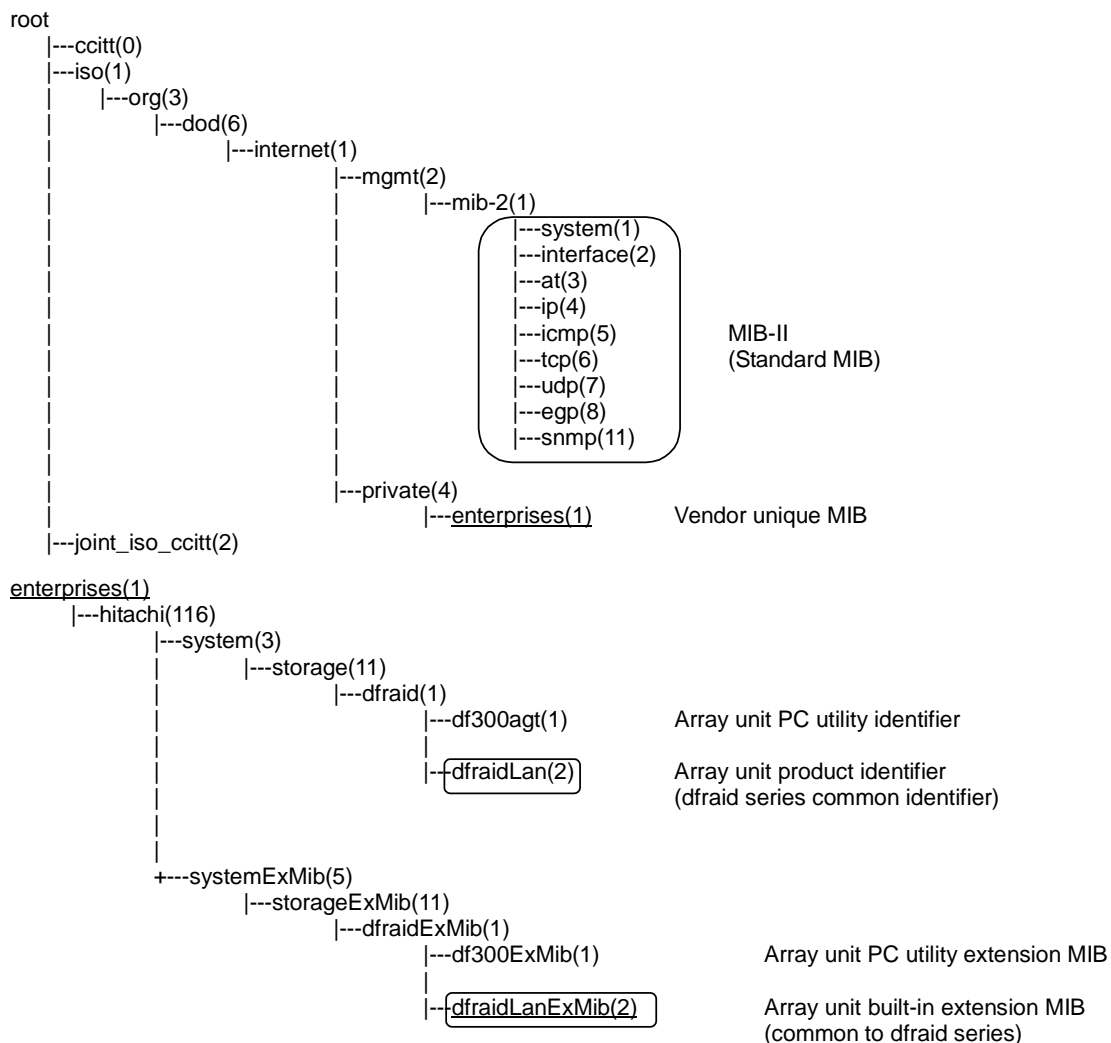 root
|---ccitt(0)
|---iso(1)
| |---org(3)
| |---dod(6)
| |---internet(1)
| |---mgmt(2)
| | |---mib-2(1)
| | |---system(1)
| | |---interface(2)
| | |---at(3)
| | |---ip(4)
| | |---icmp(5) MIB-II
| | |---tcp(6) (Standard MIB)
| | |---udp(7)
| | |---egp(8)
| | |---snmp(11)
| |
| |
| |---private(4)
| |---enterprises(1) Vendor unique MIB
|---joint_iso_ccitt(2)
enterprises(1)
|---hitachi(116)
|---system(3)
| |---storage(11)
| |---dfraid(1)
| |---df300agt(1) Array unit PC utility identifier
| |
| |---dfraidLan(2) Array unit product identifier
| (dfraid series common identifier)
|
|
+---systemExMib(5)
|---storageExMib(11)
|---dfraidExMib(1)
|---df300ExMib(1) Array unit PC utility extension MIB
|
|---dfraidLanExMib(2) Array unit built-in extension MIB
(common to dfraid series)